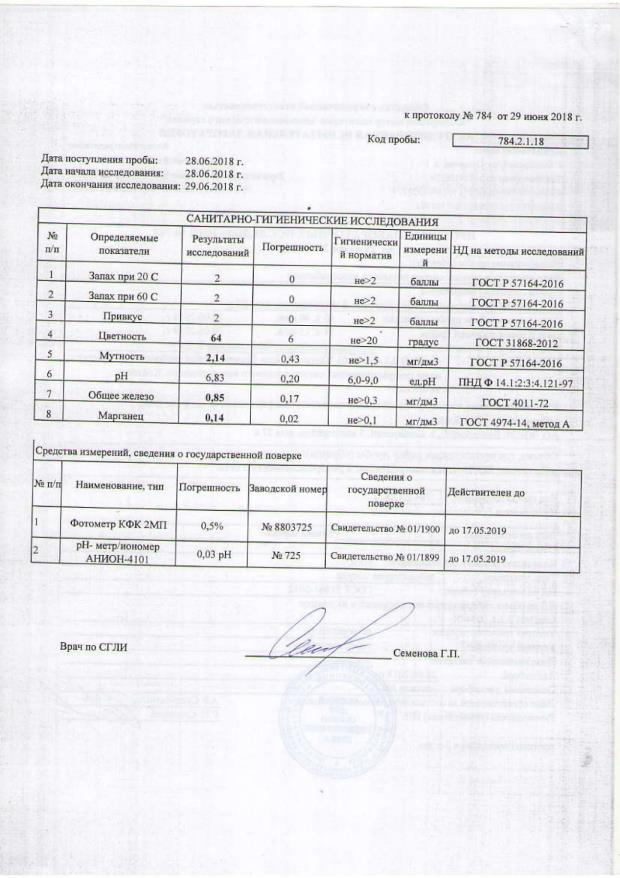 к протоколу № 784 от 29 июня 2018 г.
Код пробы: 784.2.1.18
Дата поступления пробы: 28.06.2018 г.
Дата начала исследования: 28.06.2018 г.
Дата окончания исследования: 29.06.2018 г.
САНИТАРНО-ГИГИЕНИЧЕСКИЕ ИССЛЕДОВАНИЯ
№ п/п Определяемые показатели Результаты исследований Погрешность Гигиенический норматив Единицы измерений НД на методы исследований
1 Запах при 20 С 2 0 не>2 баллы ГОСТ Р 57164-2016
2 Запах при 60 С 2 0 не>2 баллы ГОСТ Р 57164-2016
3 Привкус 2 0 не>2 баллы ГОСТ Р 57164-2016
4 Цветность 64 6 не>20 градус ГОСТ 31868-2012
5 Мутность 2,14 0,43 не>1,5 мг/дм3 ГОСТ Р 57164-2016
6 рН 6,83 0,20 6,0-9,0 ед.рН ПНД Ф 14.1:2:3:4.121-97
7 Общее железо 0,85 0,17 не>0,3 мг/дм3 ГОСТ 4011-72
8 Марганец 0,14 0,02 не>0,1 мг/дм3 ГОСТ 4974-14, метод А
Средства измерений, сведения о государственной поверке
№ п/п Наименование, тип Погрешность Заводской номер Сведения о государственной поверке Действителен до
1 Фотометр КФК 2МП 0,5% № 8803725 Свидетельство № 01/1900 до 17.05.2019
2 рН- метр/иономер АНИОН-4101 0,03 рН № 725 Свидетельство № 01/1899 до 17.05.2019
Врач по СГЛИ Семенова Г.П.